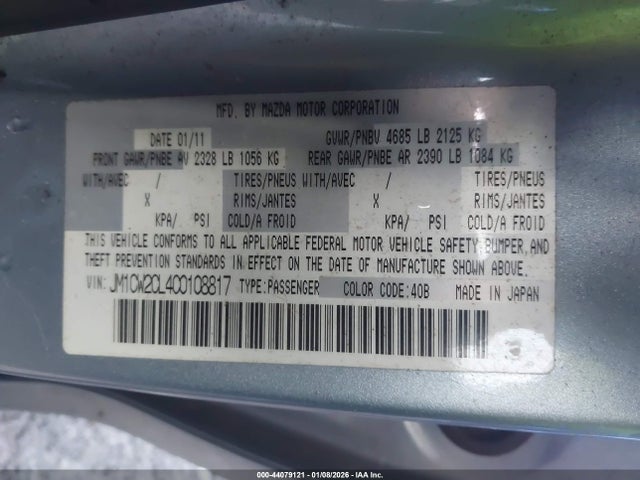 MFD. BY MAZDA MOTOR CORPORATION
DATE 01/11 GVWR/PNBV 4685 LB 2125 KG
FRONT GAWR/PNBE AV 2328 LB 1056 KG REAR GAWR/PNBE AR 2390 LB 1084 KG
WITH/AVEC / TIRES/PNEUS WITH/AVEC / TIRES/PNEUS
X RIMS/JANTES X RIMS/JANTES
KPA/ PSI COLD/A FROID KPA/ PSI COLD/A FROID
THIS VEHICLE CONFORMS TO ALL APPLICABLE FEDERAL MOTOR VEHICLE SAFETY, BUMPER, AND
THEFT PREVENTION STANDARDS IN EFFECT ON THE DATE OF MANUFACTURE SHOWN ABOVE.
VIN: JM1CW2CL4C0108817 TYPE:PASSENGER COLOR CODE:40B MADE IN JAPAN
000-44079121 - 01/08/2026 - IAA Inc.